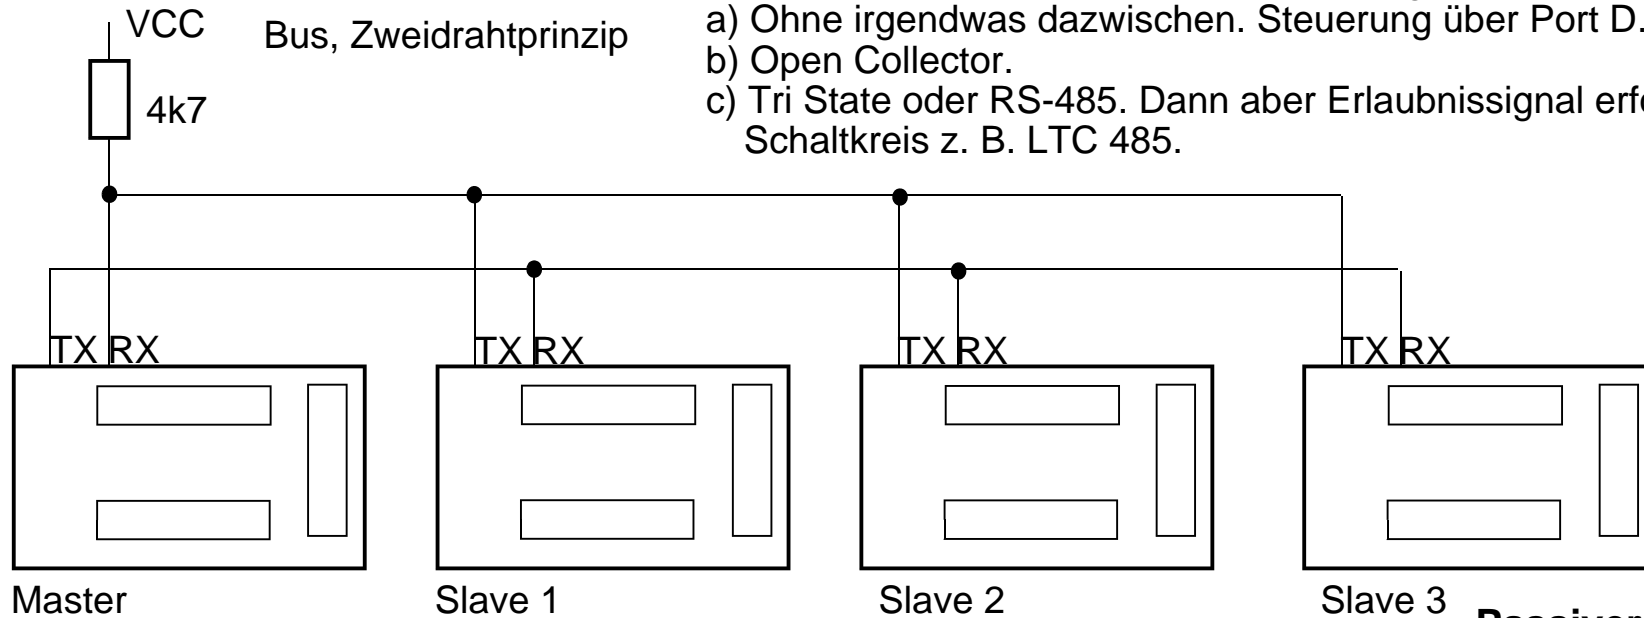 VCC
Bus, Zweidrahtprinzip
4k7
a) Ohne irgendwas dazwischen. Steuerung über Port D.
b) Open Collector.
c) Tri State oder RS-485. Dann aber Erlaubnissignal
Schaltkreis z. B. LTC 485.
TX RX TX RX TX RX TX RX
Master Slave 1 Slave 2 Slave 3